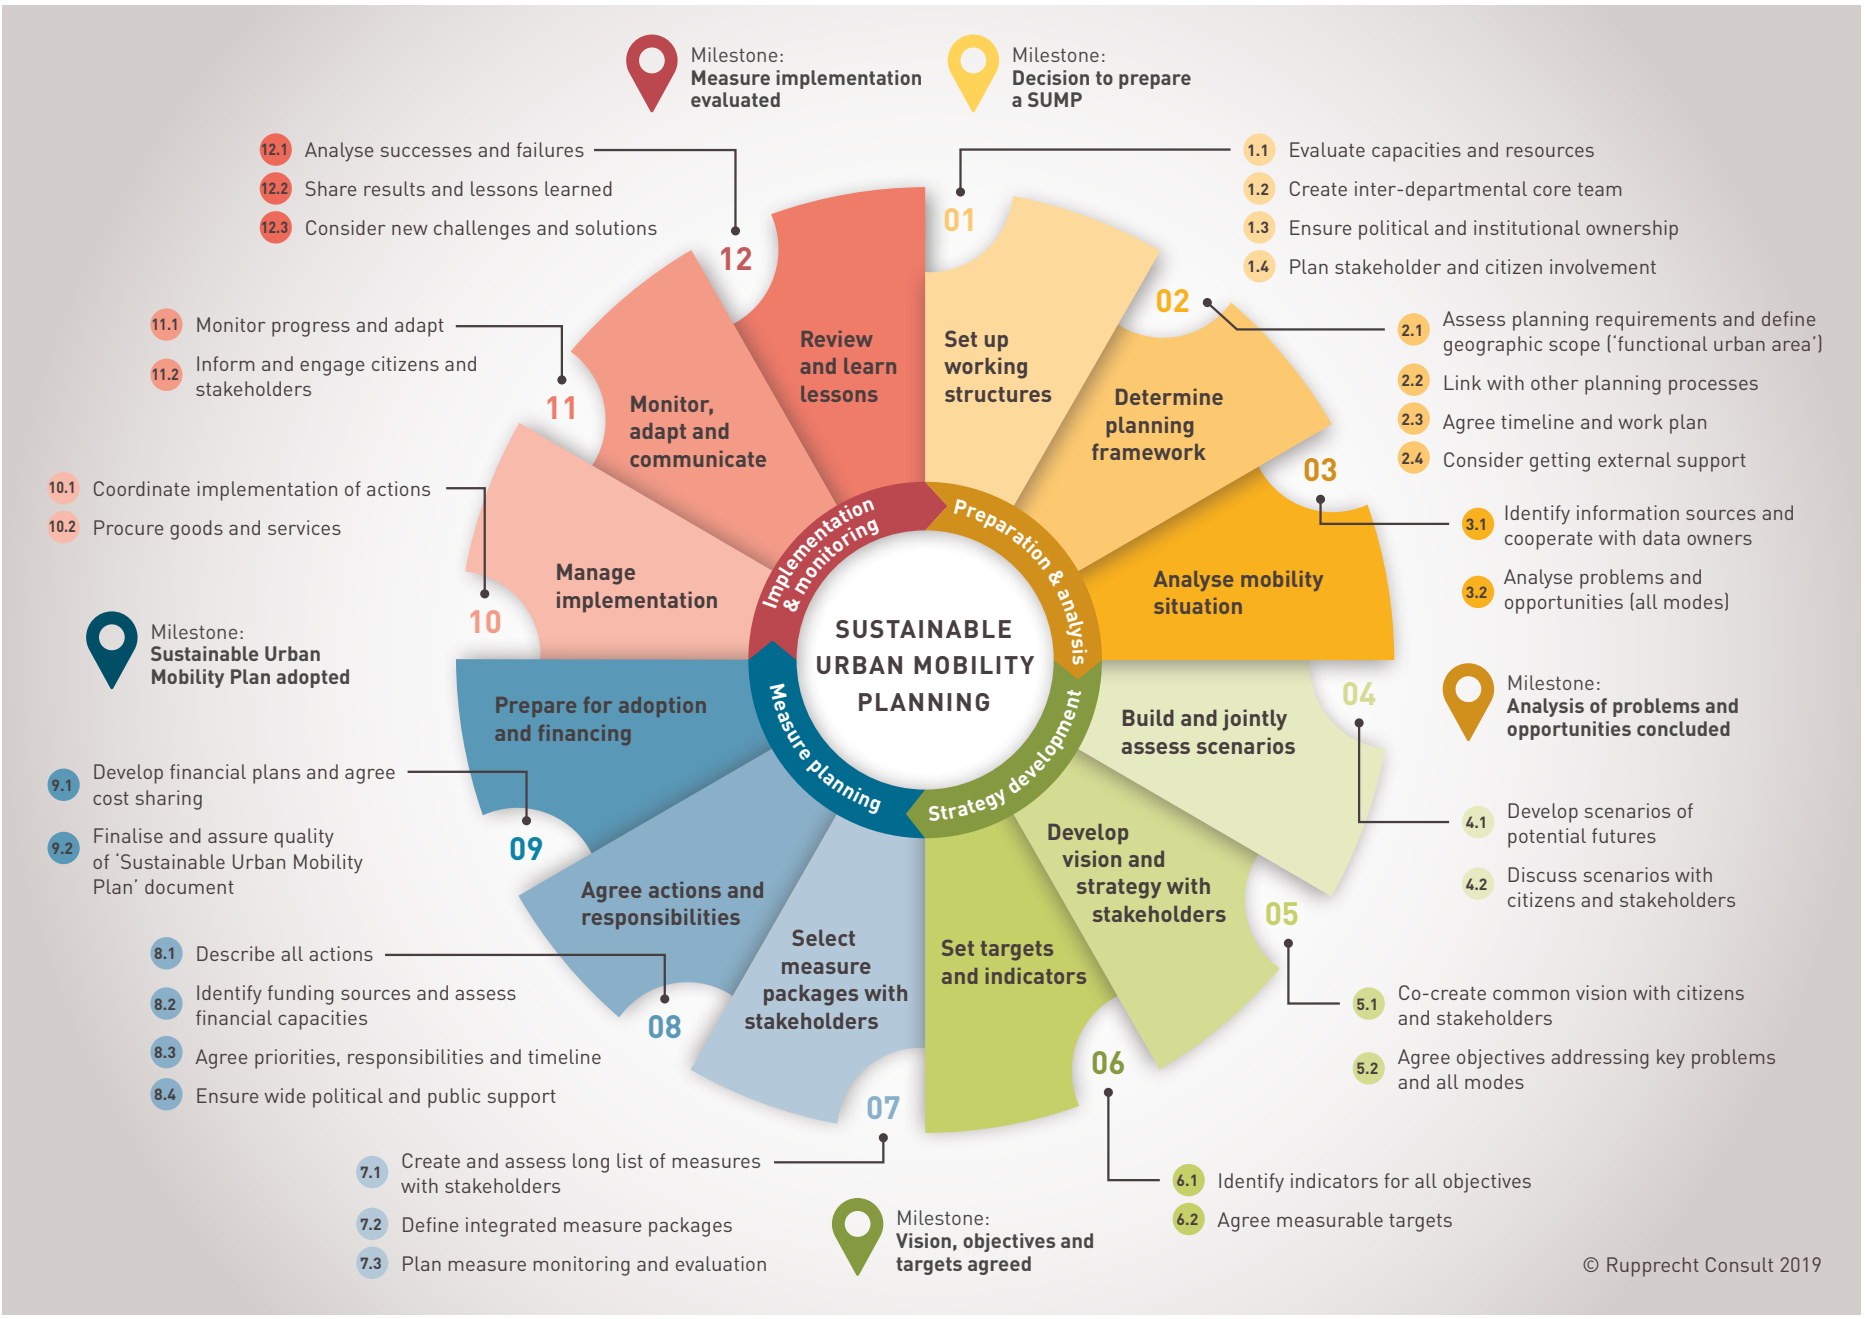 Milestone:
Measure implementation
evaluated
Milestone:
Decision to prepare
a SUMP
1.1 Evaluate capacities and resources
1.2 Create inter-departmental core team
1.3 Ensure political and institutional ownership
1.4 Plan stakeholder and citizen involvement
01
Set up
working
structures
2.1 Assess planning requirements and define
geographic scope (‘functional urban area’)
2.2 Link with other planning processes
2.3 Agree timeline and work plan
2.4 Consider getting external support
02
Determine
planning
framework
3.1 Identify information sources and
cooperate with data owners
3.2 Analyse problems and
opportunities (all modes)
03
Analyse mobility
situation
Milestone:
Analysis of problems and
opportunities concluded
04
Build and jointly
assess scenarios
4.1 Develop scenarios of
potential futures
4.2 Discuss scenarios with
citizens and stakeholders
05
Develop
vision and
strategy with
stakeholders
5.1 Co-create common vision with citizens
and stakeholders
5.2 Agree objectives addressing key problems
and all modes
06
Set targets
and indicators
6.1 Identify indicators for all objectives
6.2 Agree measurable targets
Milestone:
Vision, objectives and
targets agreed
07
Select
measure
packages with
stakeholders
7.1 Create and assess long list of measures
with stakeholders
7.2 Define integrated measure packages
7.3 Plan measure monitoring and evaluation
08
Agree actions and
responsibilities
8.1 Describe all actions
8.2 Identify funding sources and assess
financial capacities
8.3 Agree priorities, responsibilities and timeline
8.4 Ensure wide political and public support
09
Prepare for adoption
and financing
9.1 Develop financial plans and agree
cost sharing
9.2 Finalise and assure quality
of ‘Sustainable Urban Mobility
Plan’ document
Milestone:
Sustainable Urban
Mobility Plan adopted
10
Manage
implementation
10.1 Coordinate implementation of actions
10.2 Procure goods and services
11
Monitor,
adapt and
communicate
11.1 Monitor progress and adapt
11.2 Inform and engage citizens and
stakeholders
12
Review
and learn
lessons
12.1 Analyse successes and failures
12.2 Share results and lessons learned
12.3 Consider new challenges and solutions
Preparation & analysis
Strategy development
Measure planning
Implementation
& monitoring
SUSTAINABLE
URBAN MOBILITY
PLANNING
© Rupprecht Consult 2019